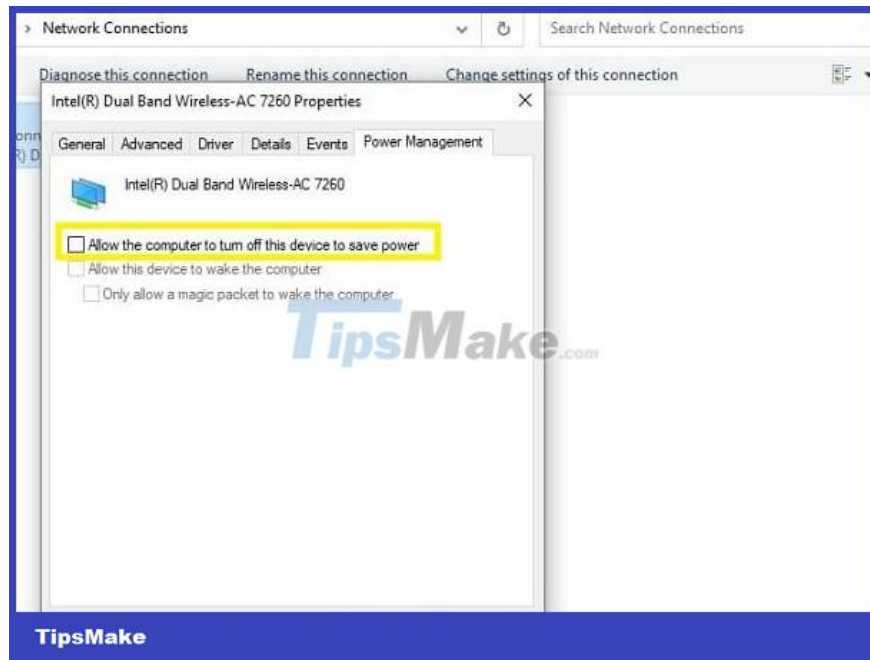 Network Connections
Search Network Connections
Diagnose this connection Rename this connection Change settings of this connection
Intel(R) Dual Band Wireless-AC 7260 Properties
General Advanced Driver Details Events Power Management
Intel(R) Dual Band Wireless-AC 7260
Allow the computer to turn off this device to save power
Allow this device to wake the computer
Only allow a magic packet to wake the computer
TipsMake.com
TipsMake